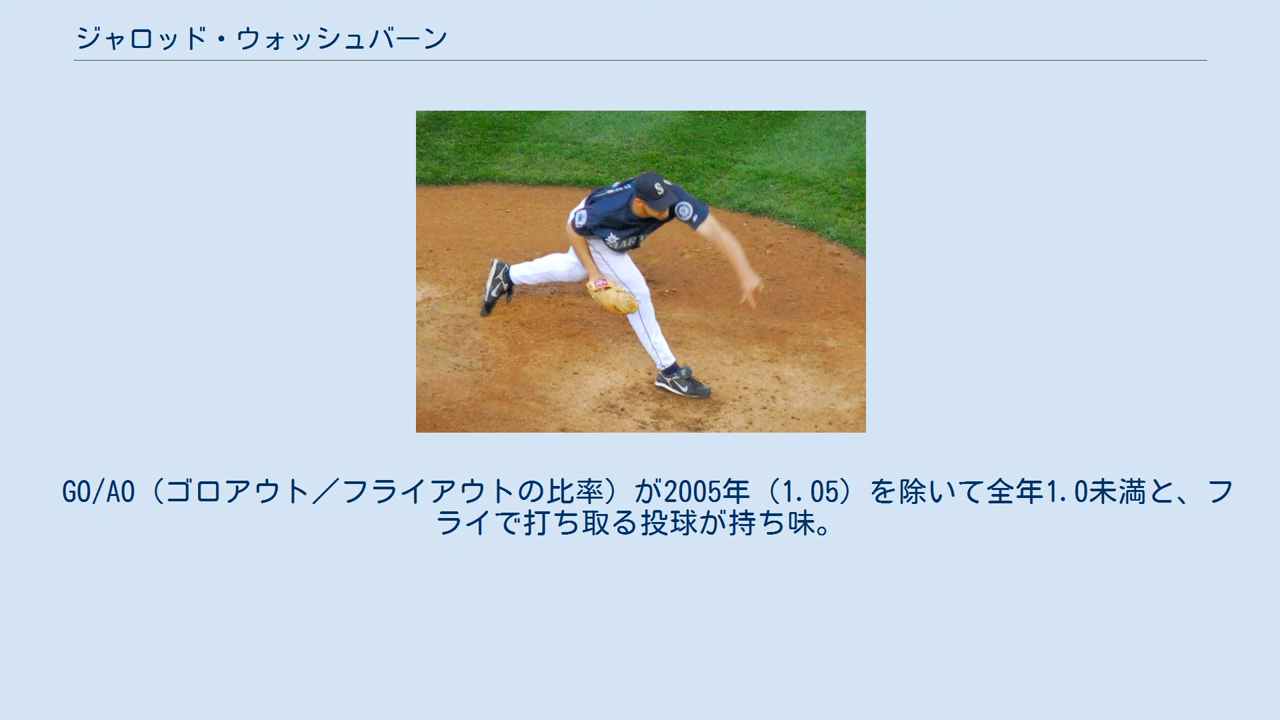 ジャロッド・ウォッシュバーン
S
GO/AO（ゴロアウト／フライアウトの比率）が2005年（1.05）を除いて全年1.0未満と、フ
ライで打ち取る投球が持ち味。